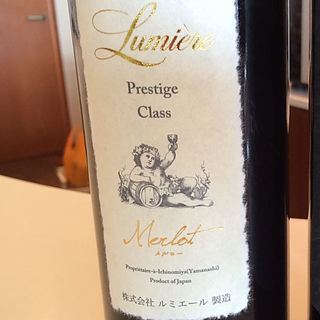 Lumière
Prestige
Class
Merlot
メルロー
Propriétaire-à-Ichinomiya(Yamanashi)
Product of Japan
株式会社 ルミエール 製造